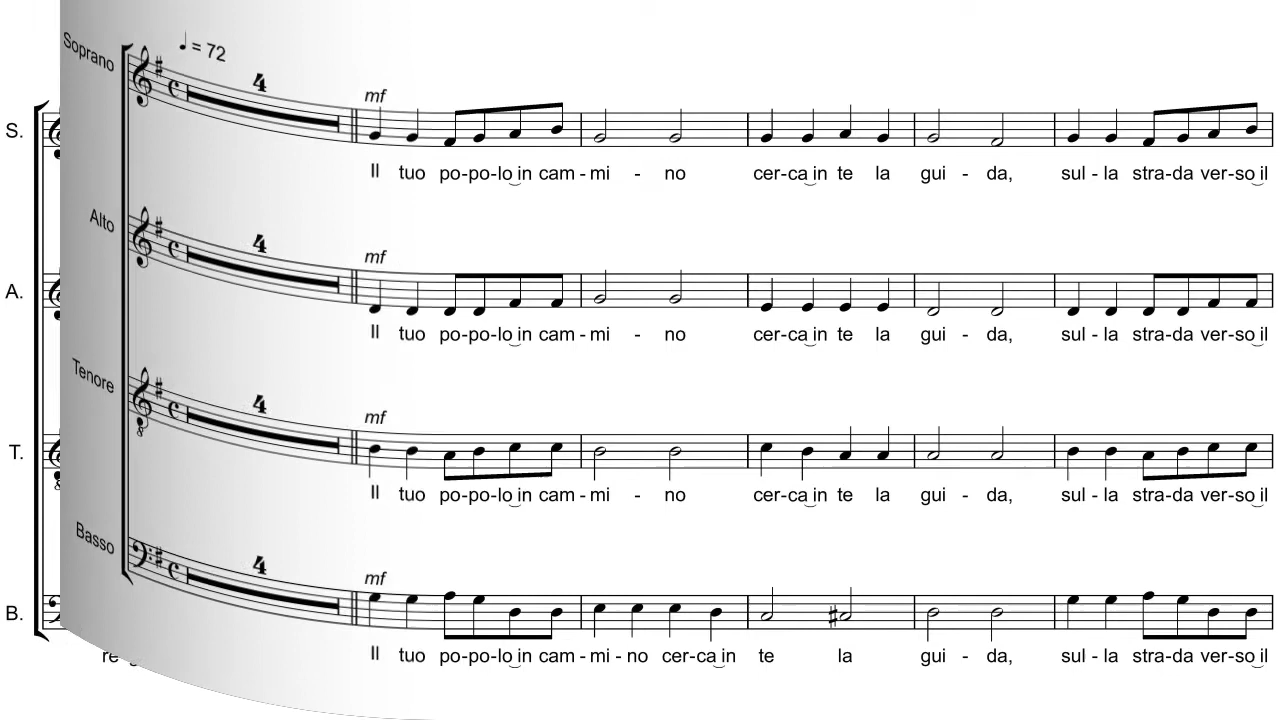 Soprano
♩ = 72
4
mf
S.
Il tuo po-po-lo‿in cam - mi - no cer-ca‿in te la gui - da, sul - la stra-da ver-so‿il
Alto
4
mf
A.
Il tuo po-po-lo‿in cam - mi - no cer-ca‿in te la gui - da, sul - la stra-da ver-so‿il
Tenore
4
8
mf
T.
Il tuo po-po-lo‿in cam - mi - no cer-ca‿in te la gui - da, sul - la stra-da ver-so‿il
Basso
4
mf
B.
Il tuo po-po-lo‿in cam - mi - no cer-ca‿in te la gui - da, sul - la stra-da ver-so‿il